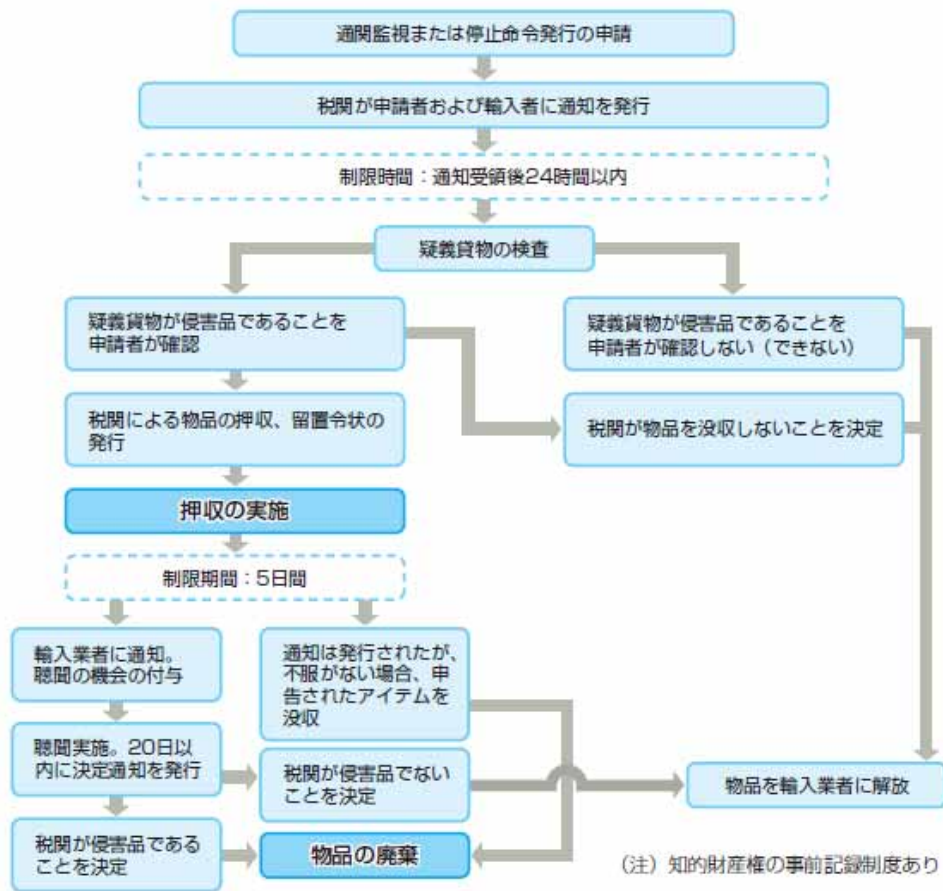 通関監視または停止命令発行の申請
税関が申請者および輸入者に通知を発行
制限時間：通知受領後24時間以内
疑義貨物の検査
疑義貨物が侵害品であることを
申請者が確認
疑義貨物が侵害品であることを
申請者が確認しない（できない）
税関による物品の押収、留置令状の
発行
税関が物品を没収しないことを決定
押収の実施
制限期間：5日間
輸入業者に通知。
聴聞の機会の付与
通知は発行されたが、
不服がない場合、申
告されたアイテムを
没収
聴聞実施。20日以
内に決定通知を発行
税関が侵害品でない
ことを決定
物品を輸入業者に解放
税関が侵害品であ
ることを決定
物品の廃棄
（注）知的財産権の事前記録制度あり